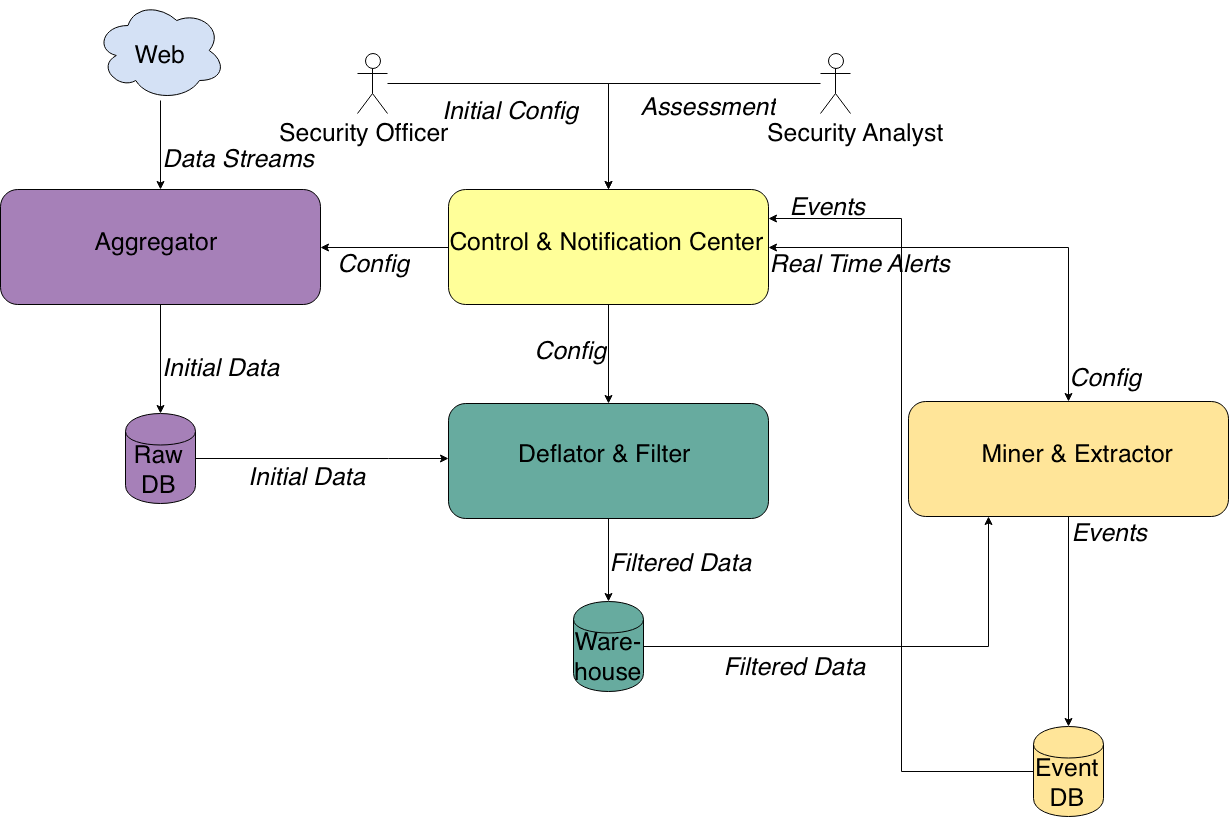 Web
Initial Config
Assessment
Security Officer
Security Analyst
Data Streams
Events
Aggregator
Control & Notification Center
Config
Real Time Alerts
Config
Initial Data
Config
Raw
DB
Initial Data
Deflator & Filter
Miner & Extractor
Events
Filtered Data
Ware-
house
Filtered Data
Event
DB